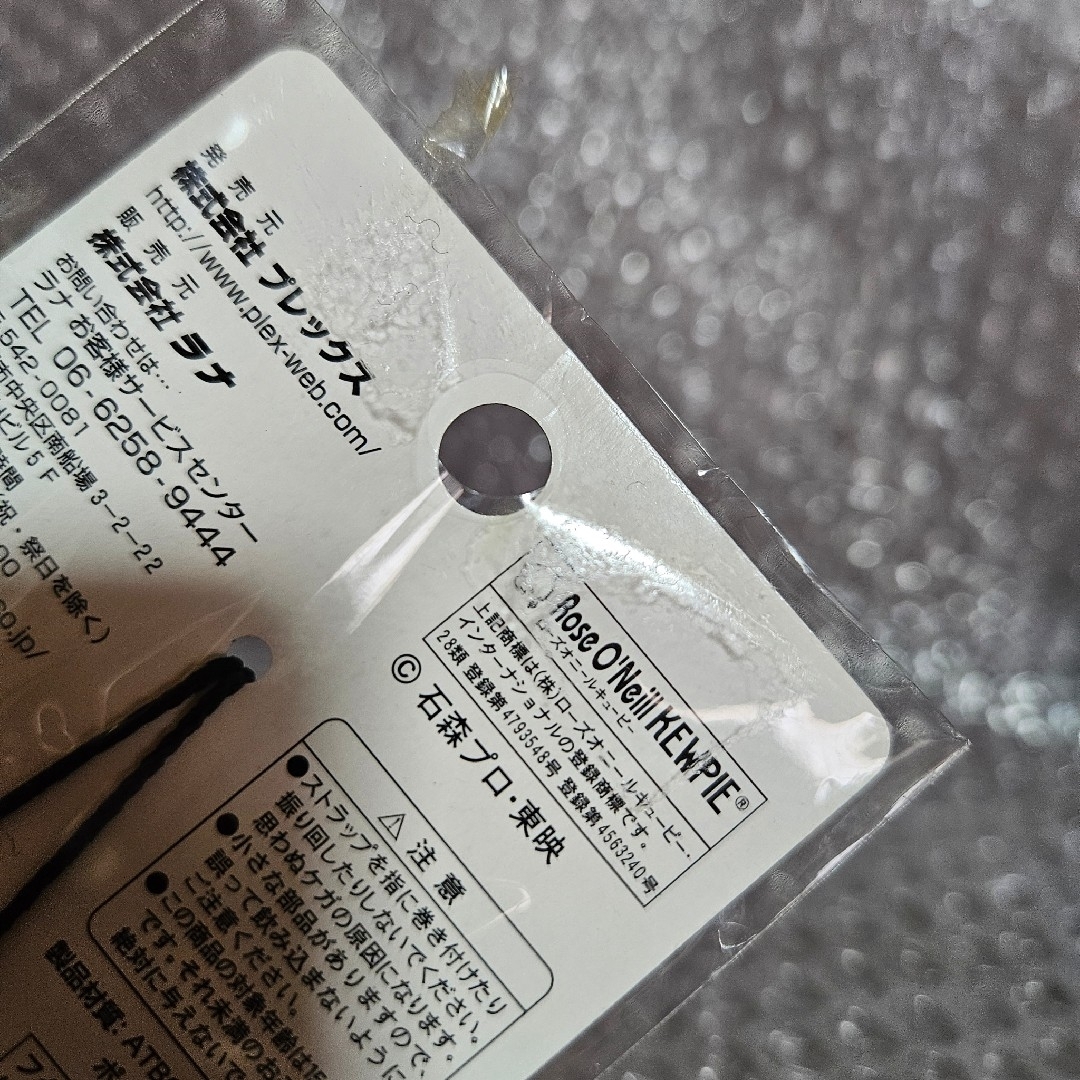 発売元
株式会社 プレックス
http://www.plex-web.com/
販売元
株式会社 ラナ
お問い合わせは…
ラナ お客様サービスセンター
TEL 06-6258-9444
542-0081
市中央区南船場3-2-22
ビル5F
時間
祝・祭日を除く)
00
co.jp/
Rose O'Neill KEWPIE®
ローズオニールキューピー
上記商標は(株)ローズオニールキューピー・
インターナショナルの登録商標です。
28類 登録第4793548号 登録第4563240号
© 石森プロ・東映
⚠ 注意
●ストラップを指に巻き付けたり
振り回したりしないでください。
思わぬケガの原因になります。
●小さな部品がありますので、
誤って飲み込まないように
ご注意ください。
●この商品の対象年齢は15
です。それ未満のお
絶対に与えないで
製品材質: ATB